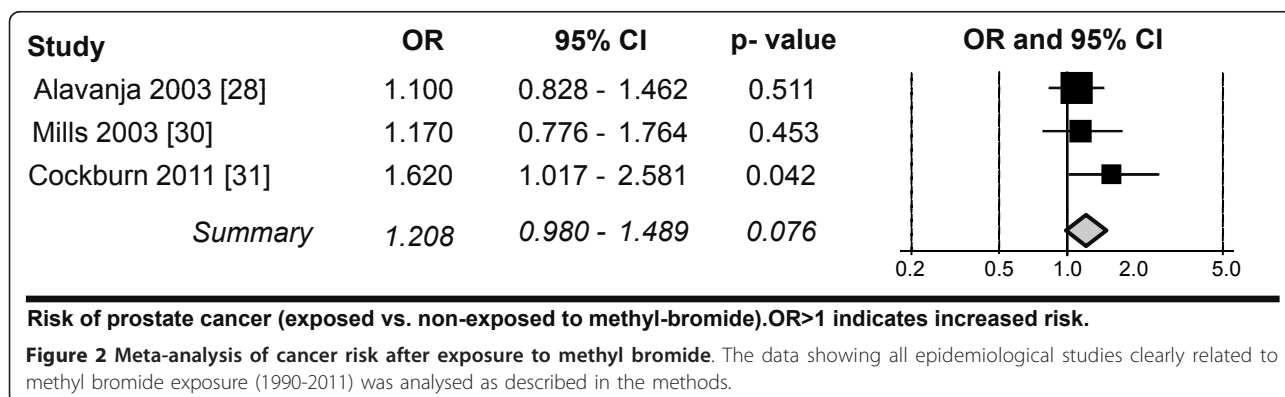 Study OR 95% CI p- value OR and 95% CI
Alavanja 2003 [28] 1.100 0.828 - 1.462 0.511
Mills 2003 [30] 1.170 0.776 - 1.764 0.453
Cockburn 2011 [31] 1.620 1.017 - 2.581 0.042
Summary 1.208 0.980 - 1.489 0.076
0.2 0.5 1.0 2.0 5.0
Risk of prostate cancer (exposed vs. non-exposed to methyl-bromide).OR>1 indicates increased risk.
Figure 2 Meta-analysis of cancer risk after exposure to methyl bromide. The data showing all epidemiological studies clearly related to
methyl bromide exposure (1990-2011) was analysed as described in the methods.